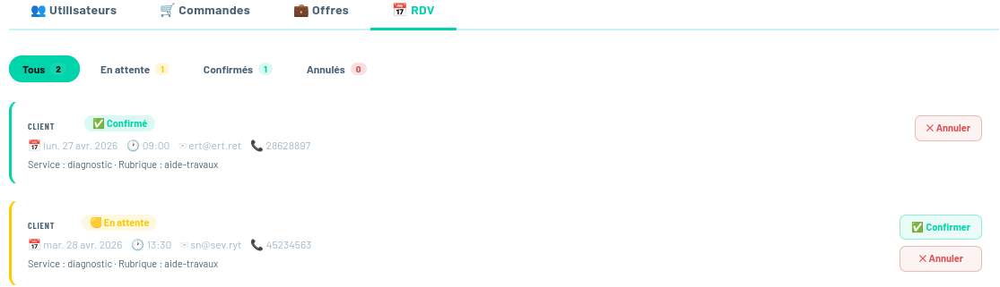 👥 Utilisateurs 🛒 Commandes 💼 Offres 📅 RDV
Tous 2 En attente 1 Confirmés 1 Annulés 0
CLIENT ✅ Confirmé
📅 lun. 27 avr. 2026 🕐 09:00 ✉ ert@ert.ret 📞 28628897
Service : diagnostic · Rubrique : aide-travaux
✕ Annuler
CLIENT 🟡 En attente
📅 mar. 28 avr. 2026 🕐 13:30 ✉ sn@sev.ryt 📞 45234563
Service : diagnostic · Rubrique : aide-travaux
✅ Confirmer
✕ Annuler